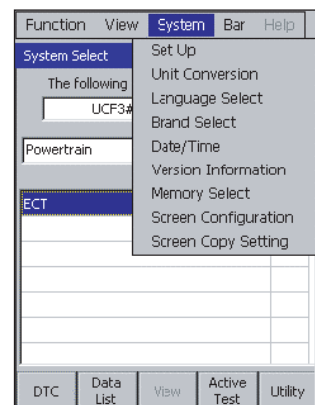 Function View System Bar Help
System Select
The following
UCF3#
Powertrain
ECT
Set Up
Unit Conversion
Language Select
Brand Select
Date/Time
Version Information
Memory Select
Screen Configuration
Screen Copy Setting
DTC
Data List
View
Active Test
Utility